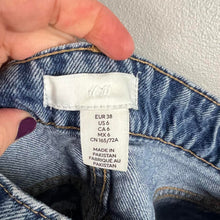 H&M
EUR 38
US 6
CA 6
MX 6
CN 165/72A
MADE IN
PAKISTAN
FABRIQUÉ AU
PAKISTAN